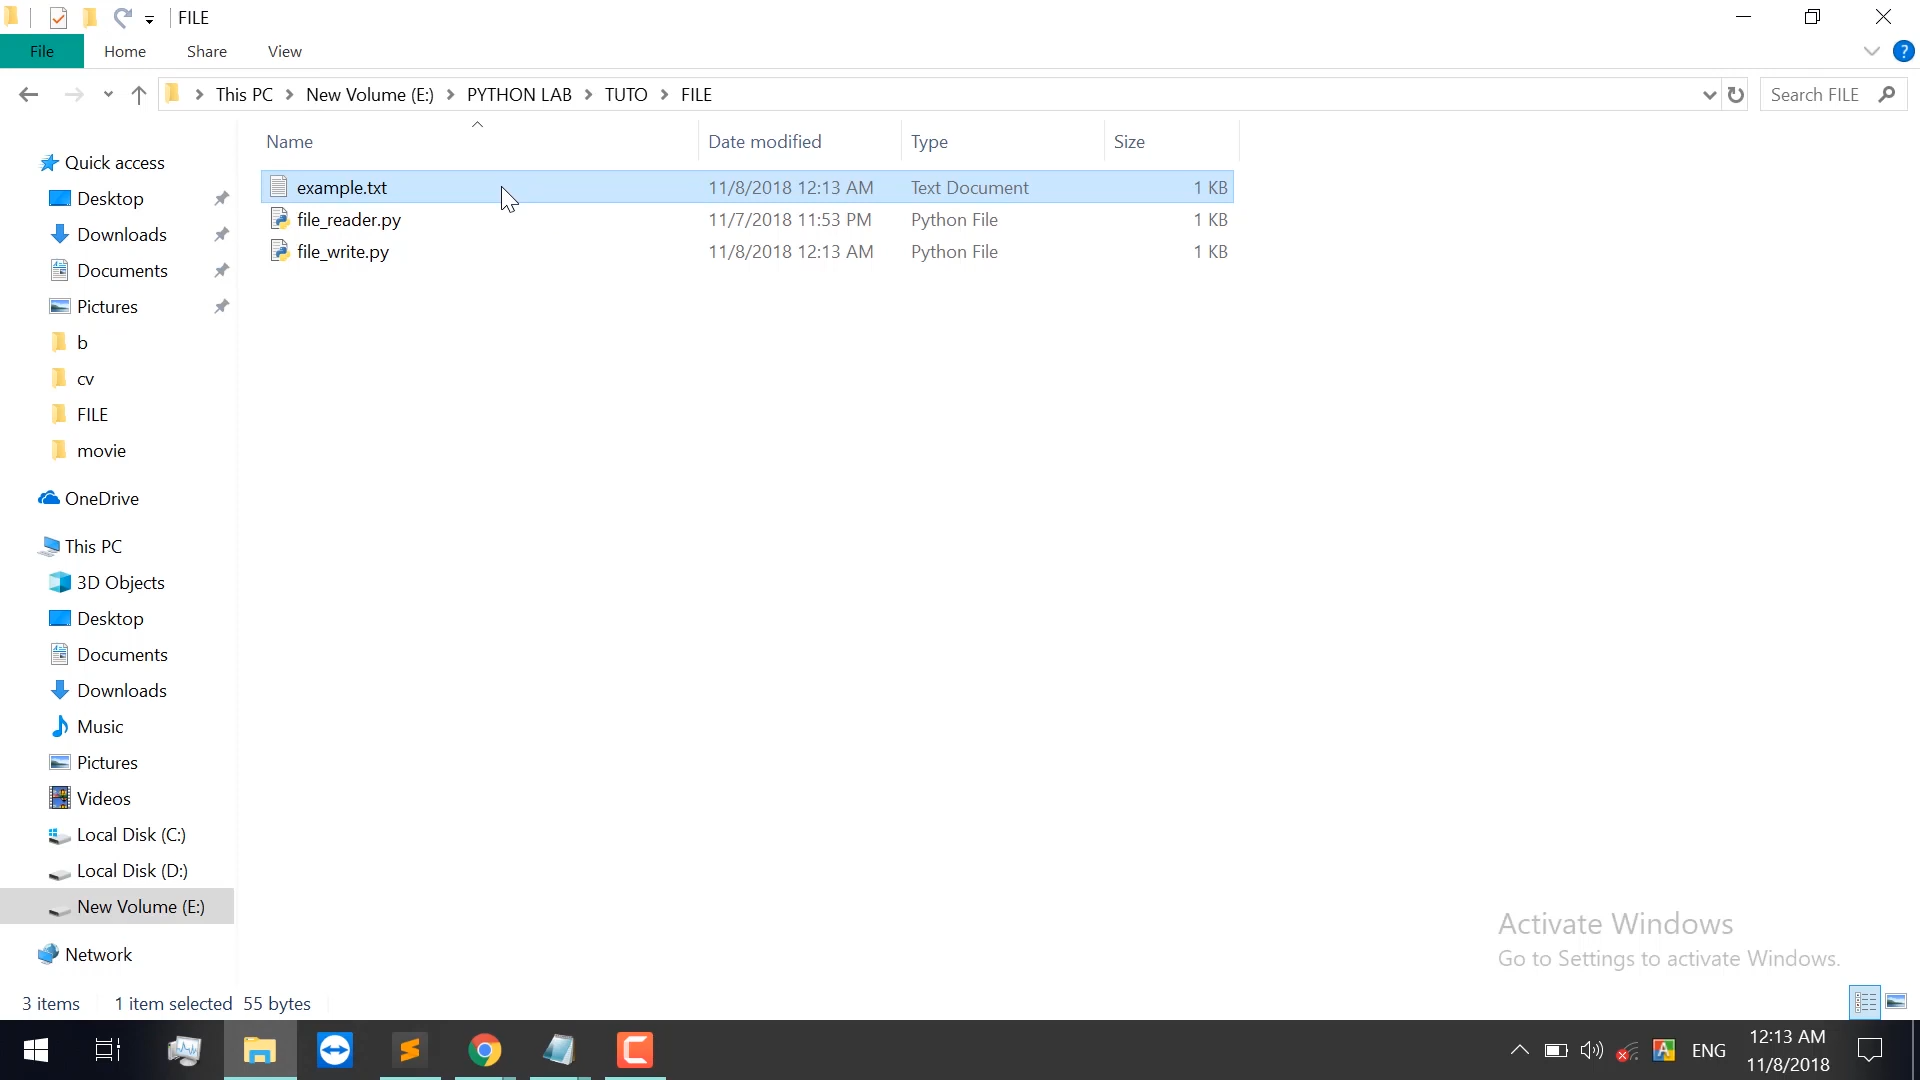 FILE
File Home Share View
This PC New Volume (E:) PYTHON LAB TUTO FILE
Search FILE
Name Date modified Type Size
example.txt 11/8/2018 12:13 AM Text Document 1 KB
file_reader.py 11/7/2018 11:53 PM Python File 1 KB
file_write.py 11/8/2018 12:13 AM Python File 1 KB
Quick access
Desktop
Downloads
Documents
Pictures
b
cv
FILE
movie
OneDrive
This PC
3D Objects
Desktop
Documents
Downloads
Music
Pictures
Videos
Local Disk (C:)
Local Disk (D:)
New Volume (E:)
Network
Activate Windows
Go to Settings to activate Windows.
3 items 1 item selected 55 bytes
ENG
12:13 AM
11/8/2018